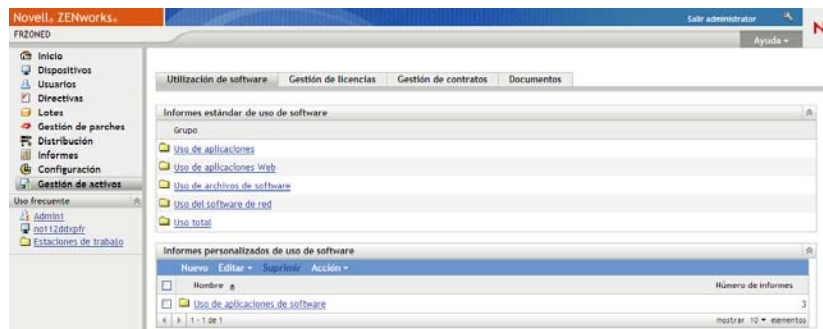 Novell® ZENworks®
Salir administrator
FRZONED
Ayuda
N
Inicio
Dispositivos
Usuarios
Directivas
Lotes
Gestión de parches
Distribución
Informes
Configuración
Gestión de activos
Uso frecuente
Admin1
not12ddxpfr
Estaciones de trabajo
Utilización de software
Gestión de licencias
Gestión de contratos
Documentos
Informes estándar de uso de software
Grupo
Uso de aplicaciones
Uso de aplicaciones Web
Uso de archivos de software
Uso del software de red
Uso total
Informes personalizados de uso de software
Nuevo Editar Suprimir Acción
Nombre Número de informes
Uso de aplicaciones de software 3
1 - 1 de 1 mostrar 10 elementos